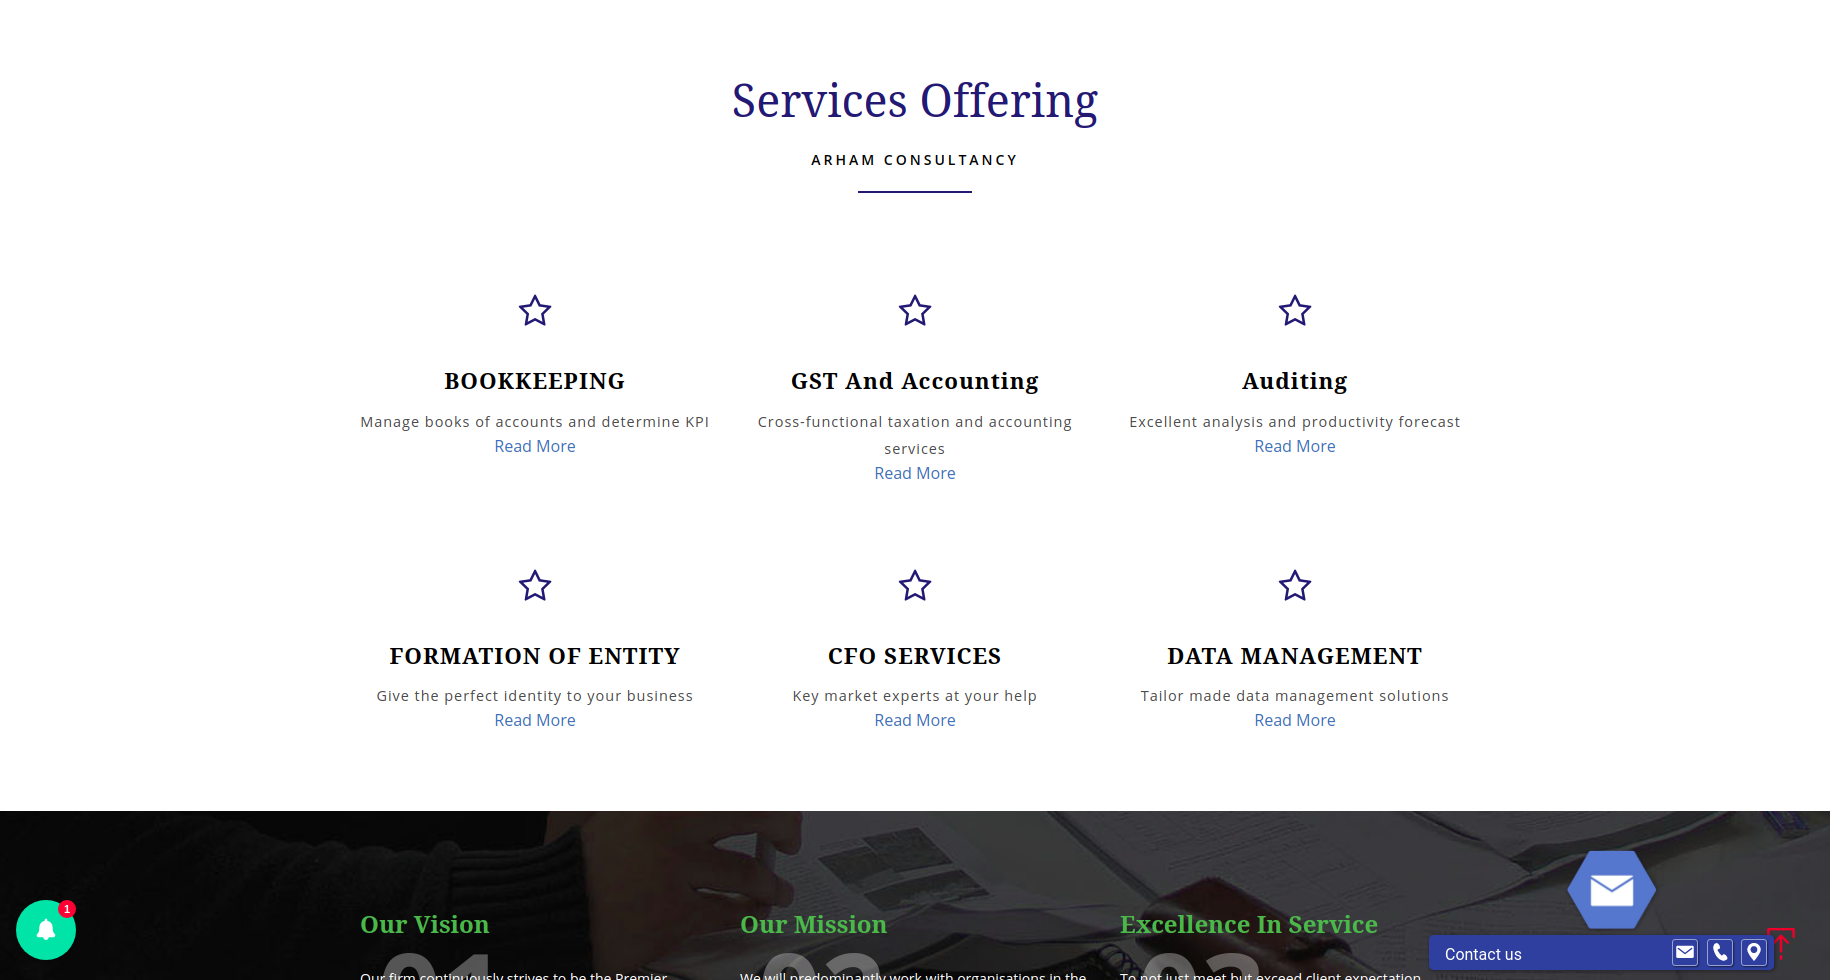 Services Offering
ARHAM CONSULTANCY
BOOKKEEPING
Manage books of accounts and determine KPI
Read More
GST And Accounting
Cross-functional taxation and accounting
services
Read More
Auditing
Excellent analysis and productivity forecast
Read More
FORMATION OF ENTITY
Give the perfect identity to your business
Read More
CFO SERVICES
Key market experts at your help
Read More
DATA MANAGEMENT
Tailor made data management solutions
Read More
Our Vision
01
Our firm continuously strives to be the Premier
Our Mission
02
We will predominantly work with organisations in the
Excellence In Service
03
To not just meet but exceed client expectation
1
Contact us